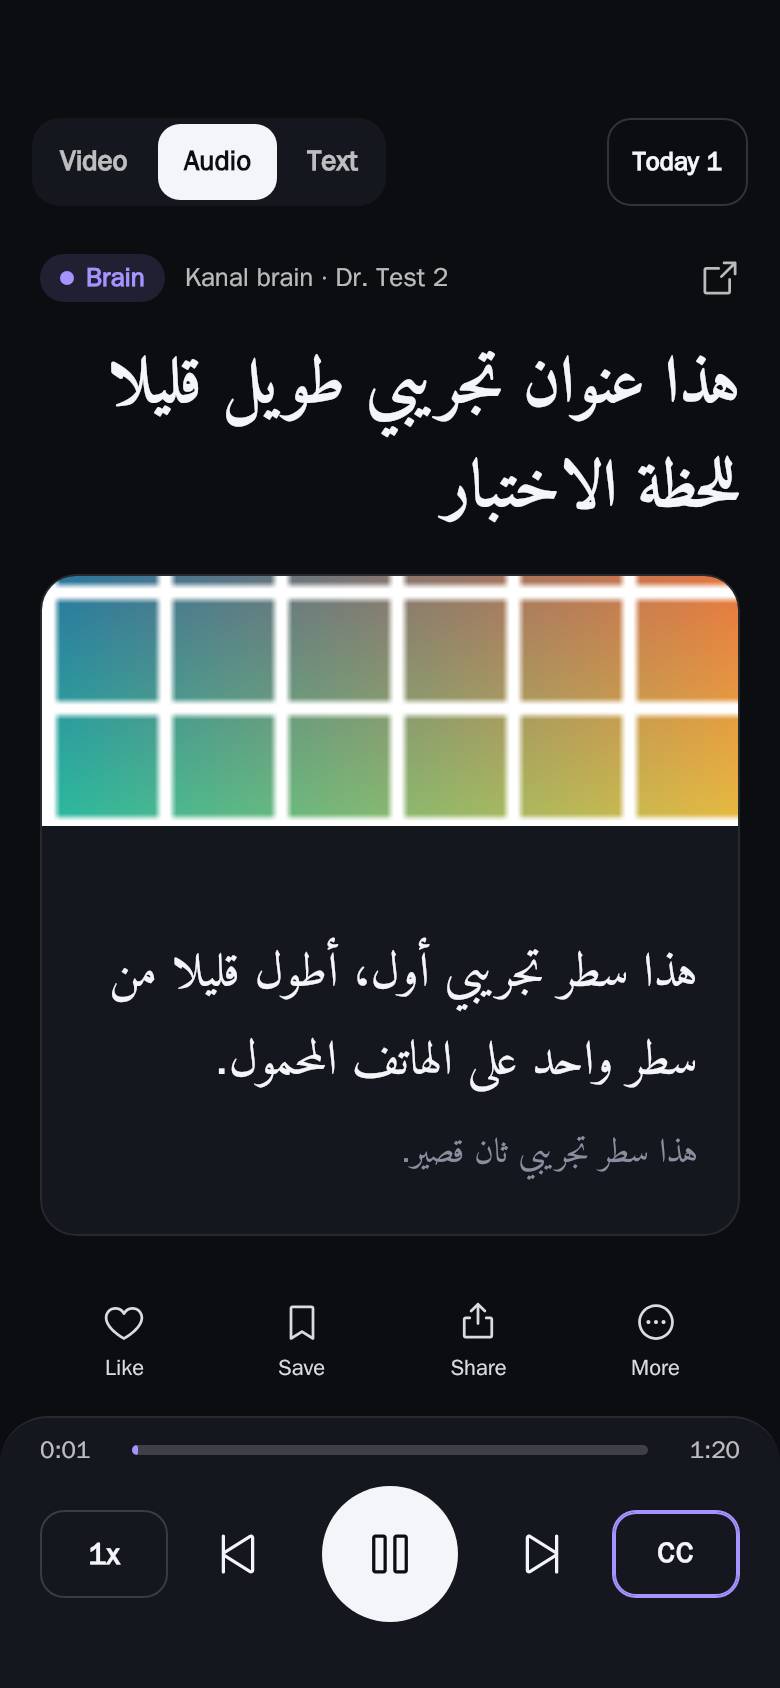 Video Audio Text
Today 1
Brain
Kanal brain · Dr. Test 2
هذا عنوان تجريبي طويل قليلا
للحظة الاختبار
هذا سطر تجريبي أول، أطول قليلا من
سطر واحد على الهاتف المحمول.
هذا سطر تجريبي ثان قصير.
Like
Save
Share
More
0:01
1:20
1x
CC